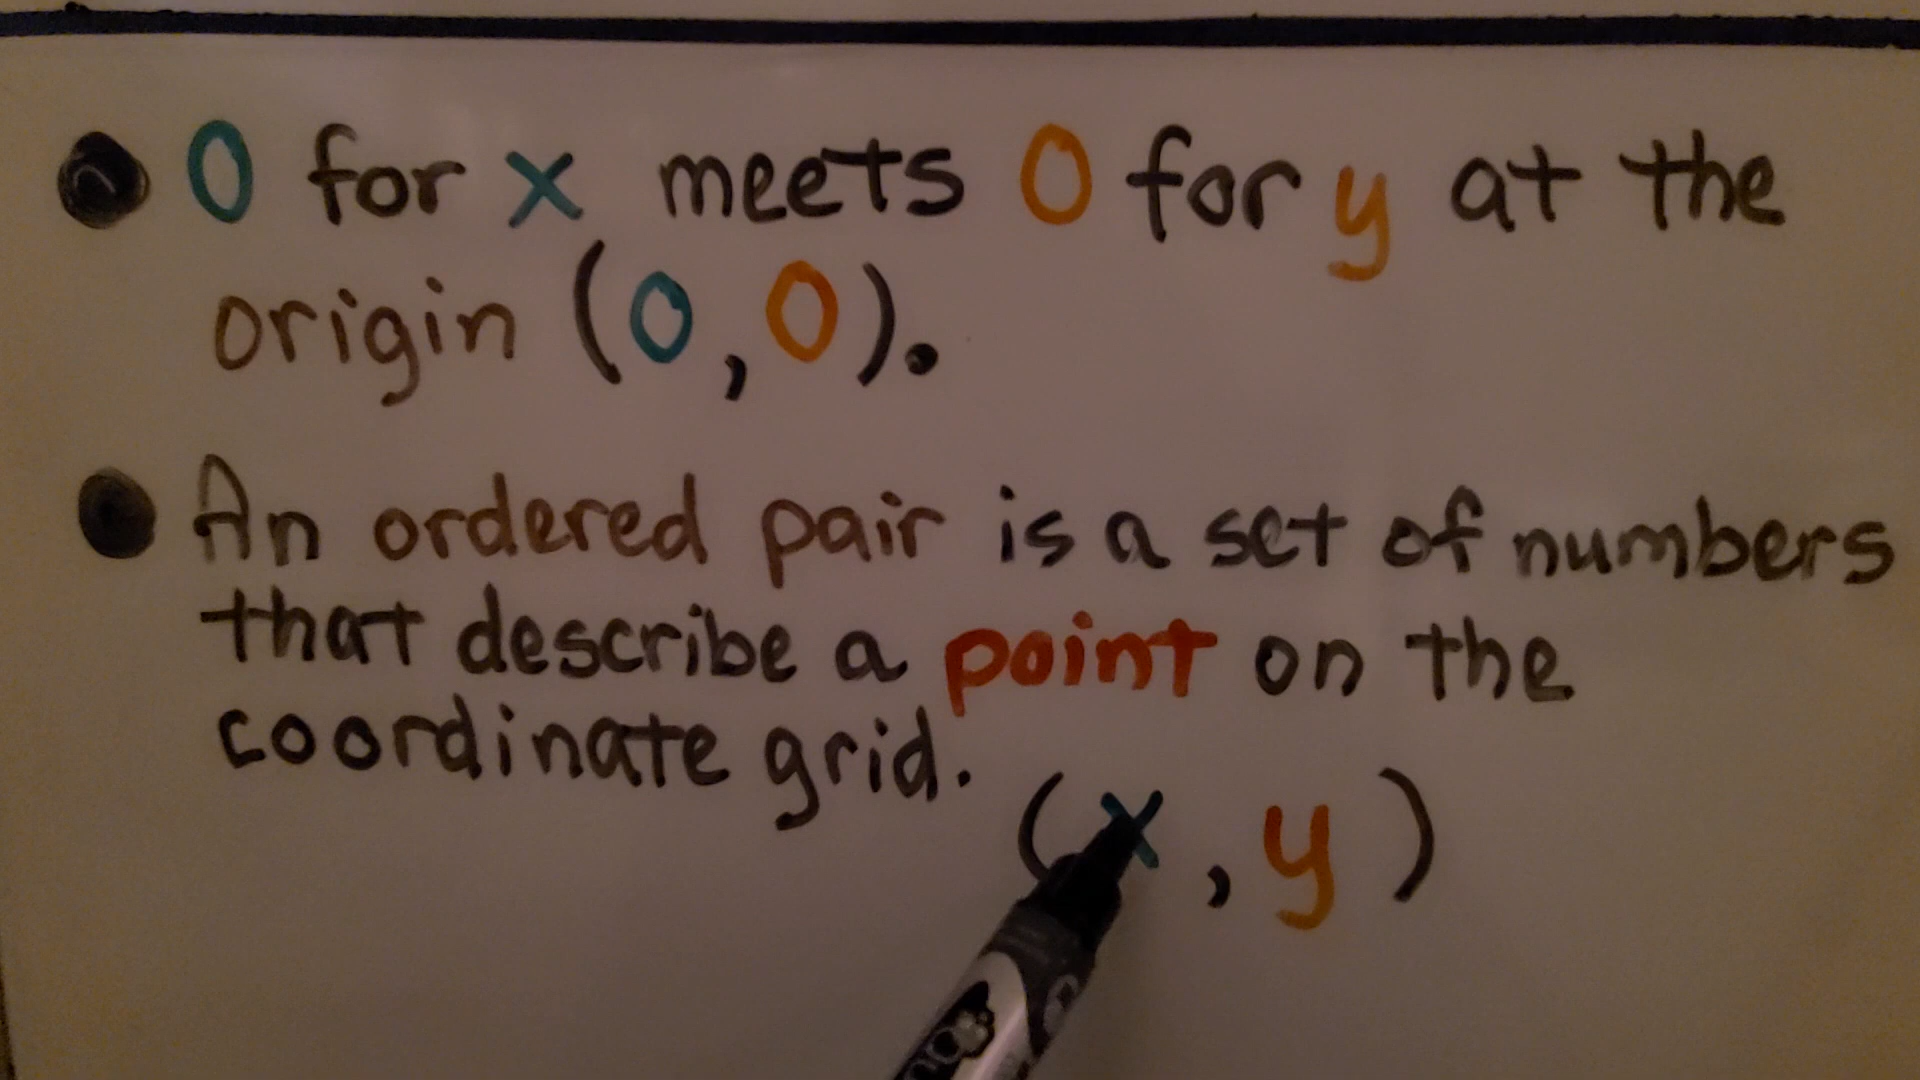 0 for x meets 0 for y at the
origin (0,0).
An ordered pair is a set of numbers
that describe a point on the
coordinate grid.
(x,y)